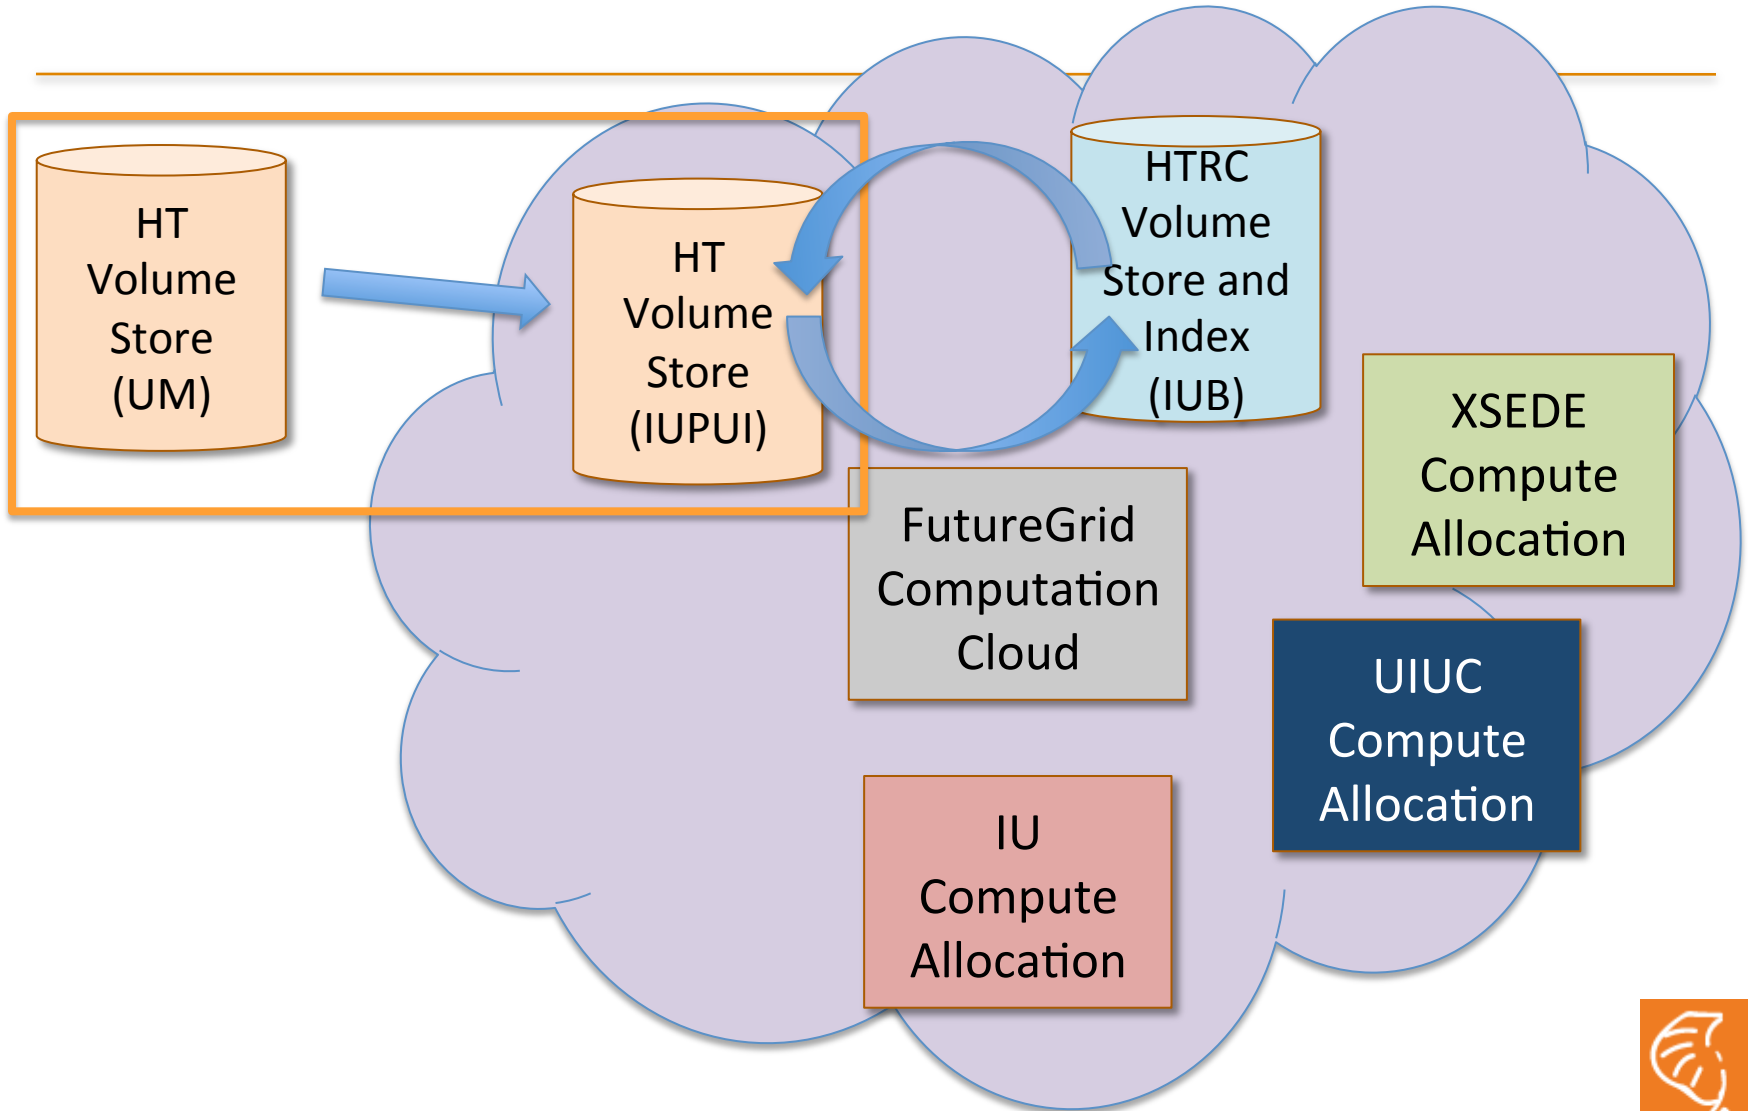 HT
Volume
Store
(UM)
HT
Volume
Store
(IUPUI)
HTRC
Volume
Store and
Index
(IUB)
XSEDE
Compute
Allocation
FutureGrid
Computation
Cloud
UIUC
Compute
Allocation
IU
Compute
Allocation